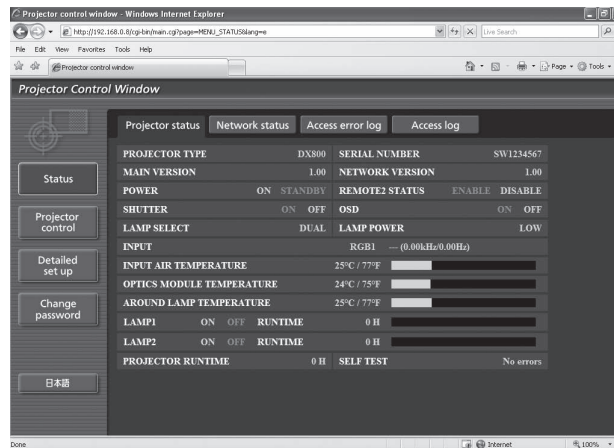 Projector control window - Windows Internet Explorer
http://192.168.0.8/cgi-bin/main.cgi?page=MENU_STATUS&lang=e
Live Search
File Edit View Favorites Tools Help
Projector control window
Page Tools
Projector Control Window
Projector status Network status Access error log Access log
Status
Projector control
Detailed set up
Change password
日本語
PROJECTOR TYPE DX800 SERIAL NUMBER SW1234567
MAIN VERSION 1.00 NETWORK VERSION 1.00
POWER ON STANDBY REMOTE2 STATUS ENABLE DISABLE
SHUTTER ON OFF OSD ON OFF
LAMP SELECT DUAL LAMP POWER LOW
INPUT RGB1 --- (0.00kHz/0.00Hz)
INPUT AIR TEMPERATURE 25°C / 77°F
OPTICS MODULE TEMPERATURE 24°C / 75°F
AROUND LAMP TEMPERATURE 25°C / 77°F
LAMP1 ON OFF RUNTIME 0 H
LAMP2 ON OFF RUNTIME 0 H
PROJECTOR RUNTIME 0 H SELF TEST No errors
Done Internet 100%